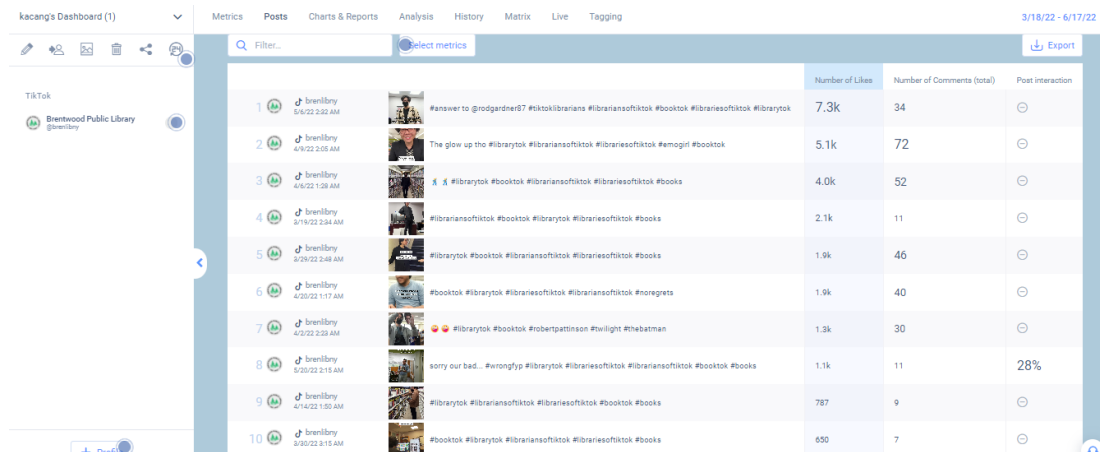 kacang's Dashboard (1)
Metrics Posts Charts & Reports Analysis History Matrix Live Tagging
3/18/22 - 6/17/22
Filter...
Select metrics
Export
TikTok
Brentwood Public Library
@brenlibny
Number of Likes Number of Comments (total) Post interaction
1 brenlibny
5/6/22 2:32 AM
#answer to @rodgardner87 #tiktoklibrarians #librariansoftiktok #booktok #librariesoftiktok #librarytok 7.3k 34
2 brenlibny
4/9/22 2:05 AM
The glow up tho #librarytok #librariansoftiktok #librariesoftiktok #emogirl #booktok 5.1k 72
3 brenlibny
4/6/22 1:28 AM
#librarytok #booktok #librariansoftiktok #librariesoftiktok #books 4.0k 52
4 brenlibny
3/19/22 2:34 AM
#librariansoftiktok #booktok #librarytok #librariesoftiktok #books 2.1k 11
5 brenlibny
3/29/22 2:48 AM
#librarytok #booktok #librariesoftiktok #librariansoftiktok #books 1.9k 46
6 brenlibny
4/20/22 1:17 AM
#booktok #librarytok #librariesoftiktok #librariansoftiktok #noregrets 1.9k 40
7 brenlibny
4/2/22 2:23 AM
#librarytok #booktok #robertpattinson #twilight #thebatman 1.3k 30
8 brenlibny
5/20/22 2:15 AM
sorry our bad... #wrongfyp #librarytok #librariesoftiktok #librariansoftiktok #booktok #books 1.1k 11 28%
9 brenlibny
4/14/22 1:50 AM
#librarytok #librariansoftiktok #librariesoftiktok #booktok #books 787 9
10 brenlibny
3/30/22 3:15 AM
#booktok #librarytok #librariesoftiktok #librariansoftiktok #books 650 7